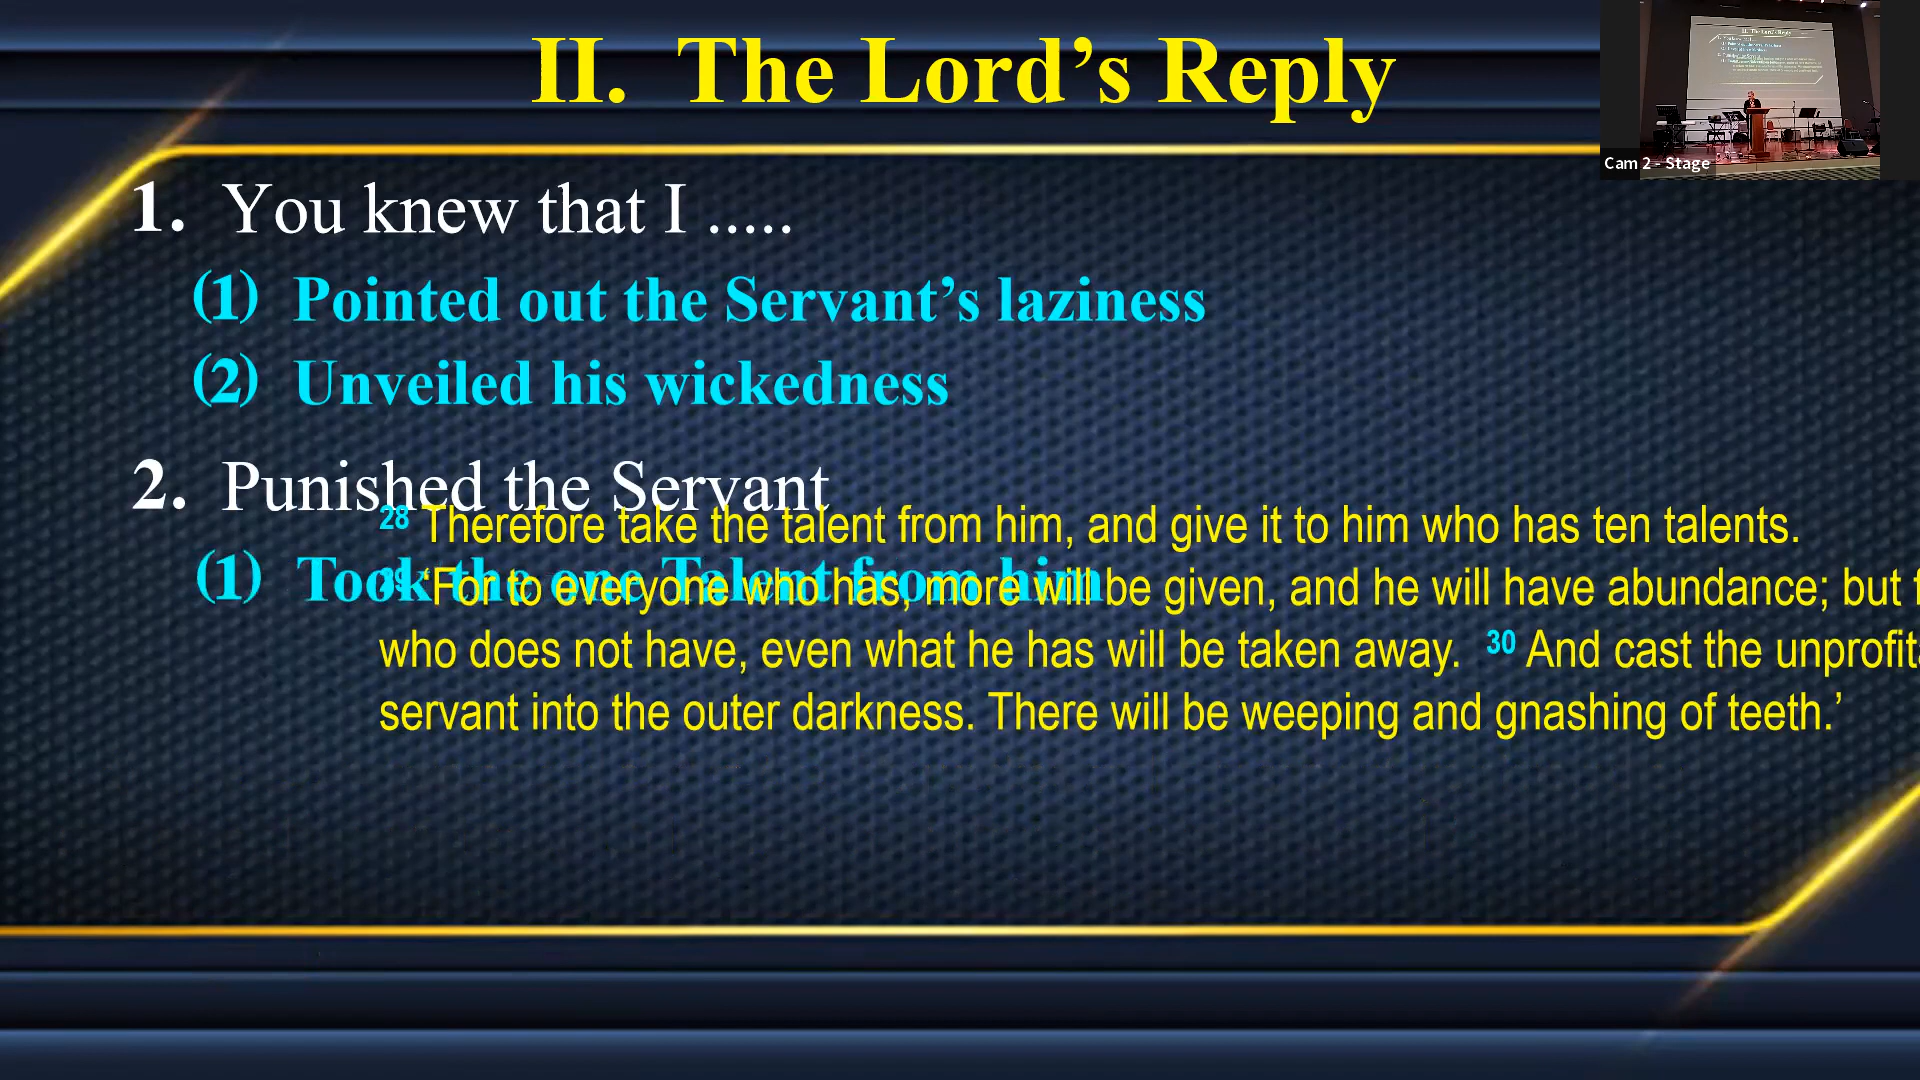 II. The Lord’s Reply
1. You knew that I .....
(1) Pointed out the Servant’s laziness
(2) Unveiled his wickedness
2. Punished the Servant
28 Therefore take the talent from him, and give it to him who has ten talents.
(1) Took the one Talent from him
29 ‘For to everyone who has, more will be given, and he will have abundance; but
who does not have, even what he has will be taken away. 30 And cast the
servant into the outer darkness. There will be weeping and gnashing of teeth.’
Cam 2 - Stage